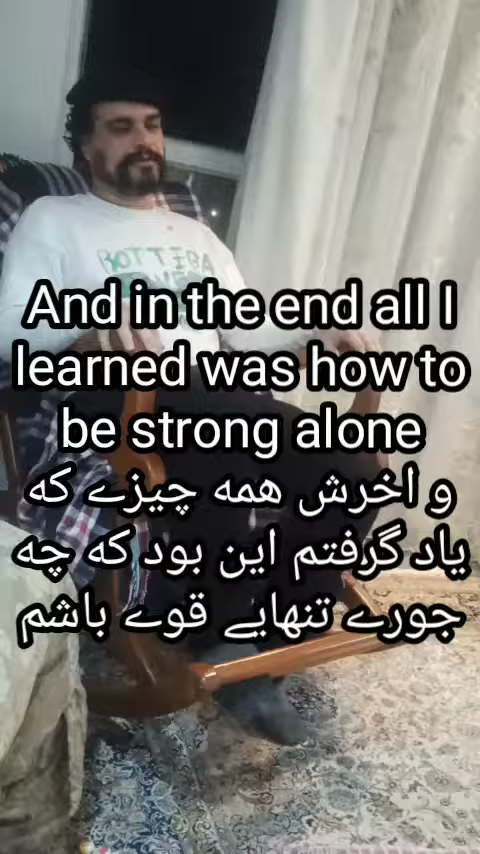 BOTTEGA
And in the end all I
learned was how to
be strong alone
و اخرش همه چیزے که
یاد گرفتم این بود که چه
جورے تنهایے قوے باشم